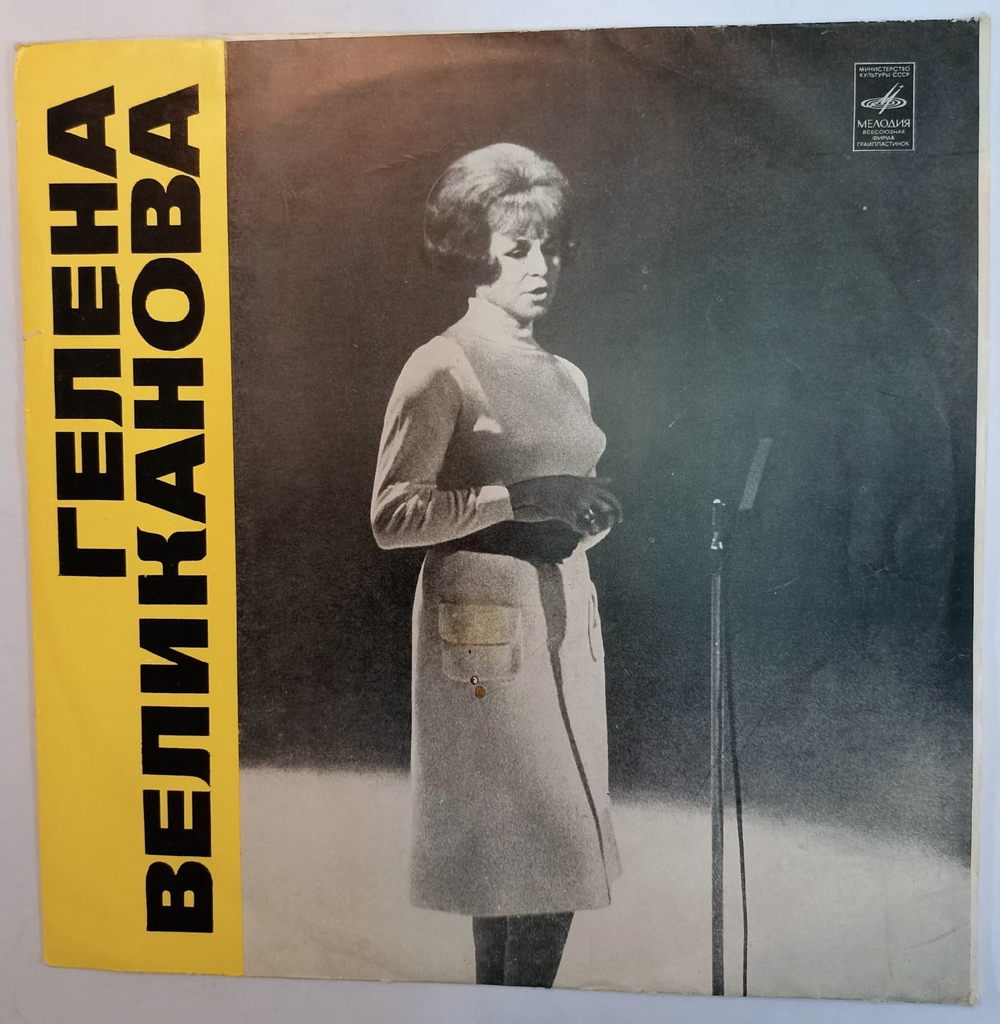 ГЕЛЕНА
ВЕЛИКАНОВА
МИНИСТЕРСТВО
КУЛЬТУРЫ СССР
МЕЛОДИЯ
ВСЕСОЮЗНАЯ
ФИРМА
ГРАМПЛАСТИНОК